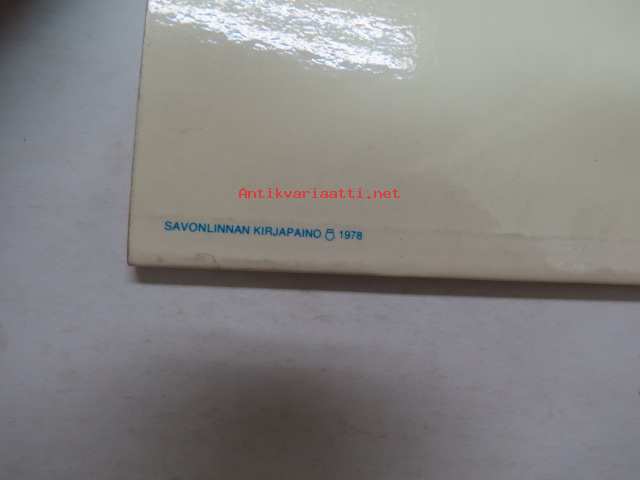 Antikvariaatti.net
SAVONLINNAN KIRJAPAINO 1978